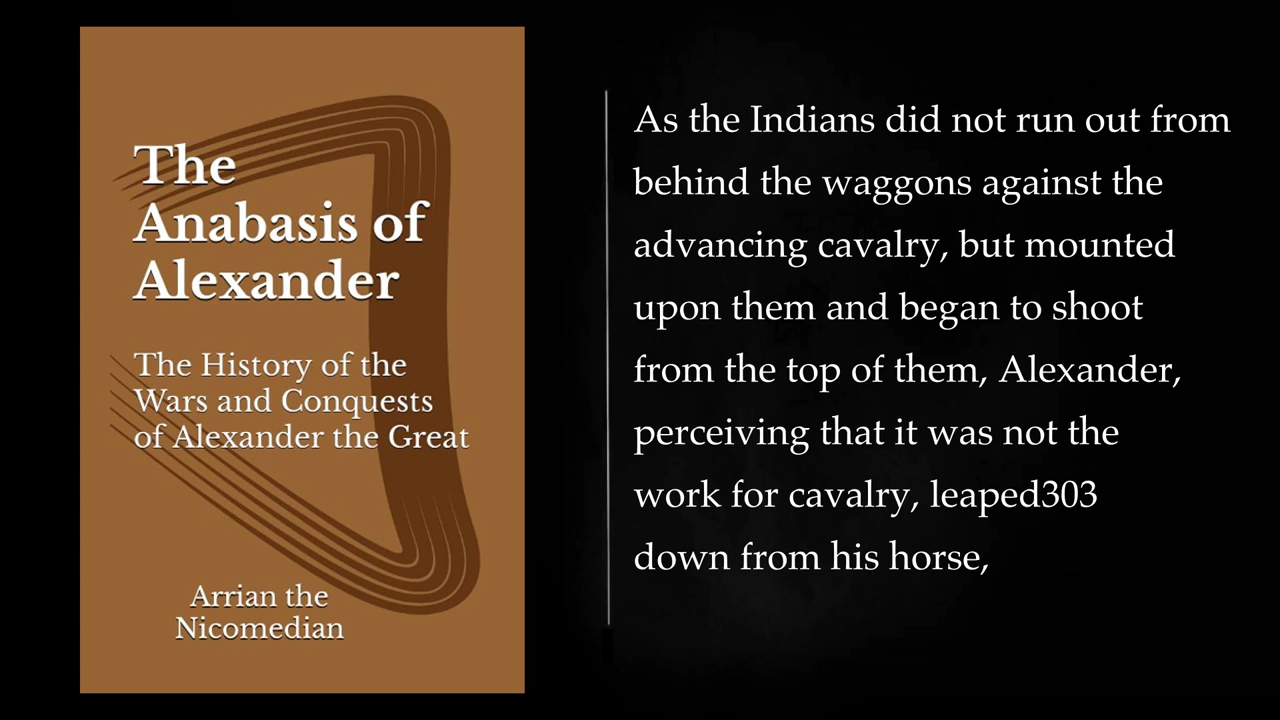 The
Anabasis of
Alexander
The History of the
Wars and Conquests
of Alexander the Great
Arrian the
Nicomedian
As the Indians did not run out from
behind the waggons against the
advancing cavalry, but mounted
upon them and began to shoot
from the top of them, Alexander,
perceiving that it was not the
work for cavalry, leaped303
down from his horse,